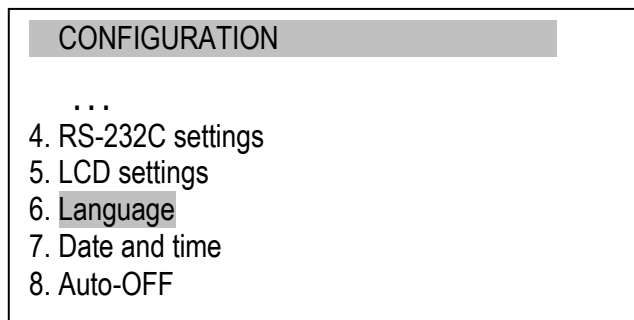 CONFIGURATION
...
4. RS-232C settings
5. LCD settings
6. Language
7. Date and time
8. Auto-OFF